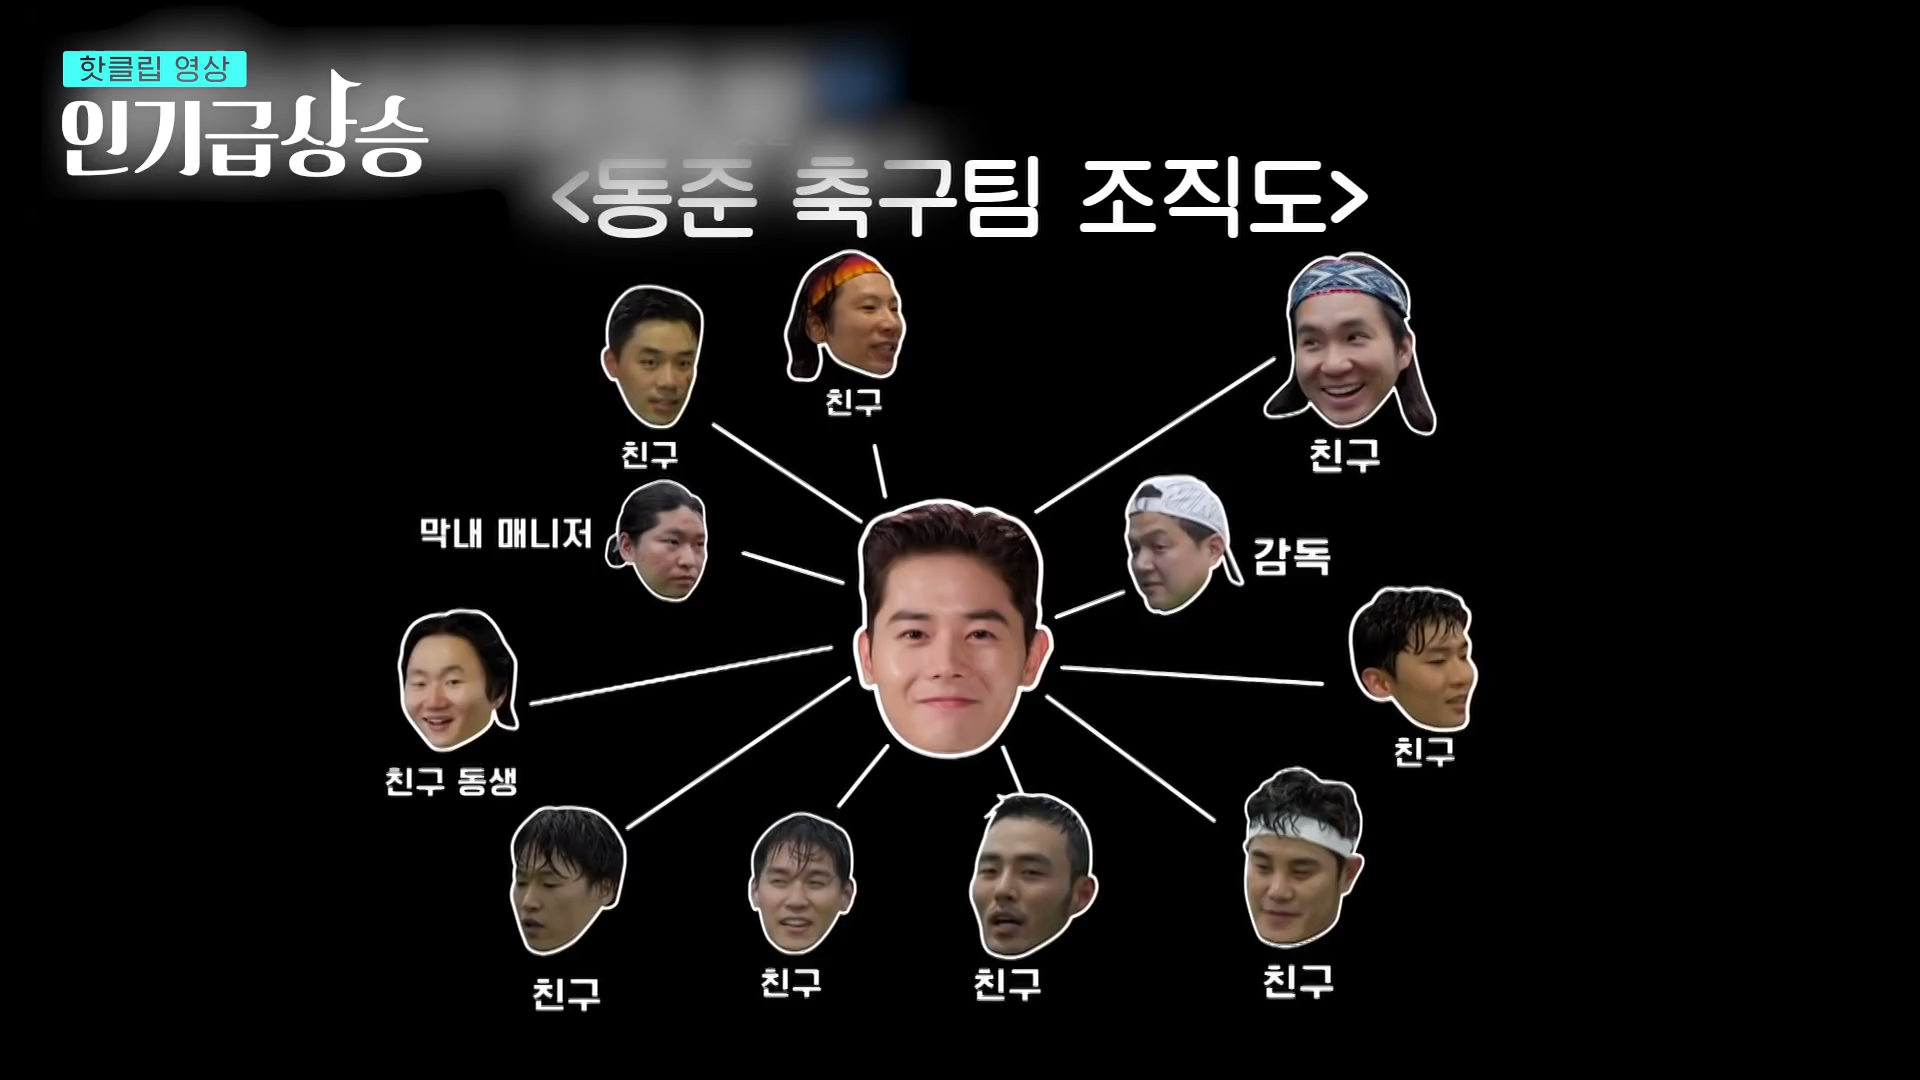 핫클립 영상
인기급상승
<동준 축구팀 조직도>
친구
친구
친구
막내 매니저
감독
친구
친구 동생
친구
친구
친구
친구